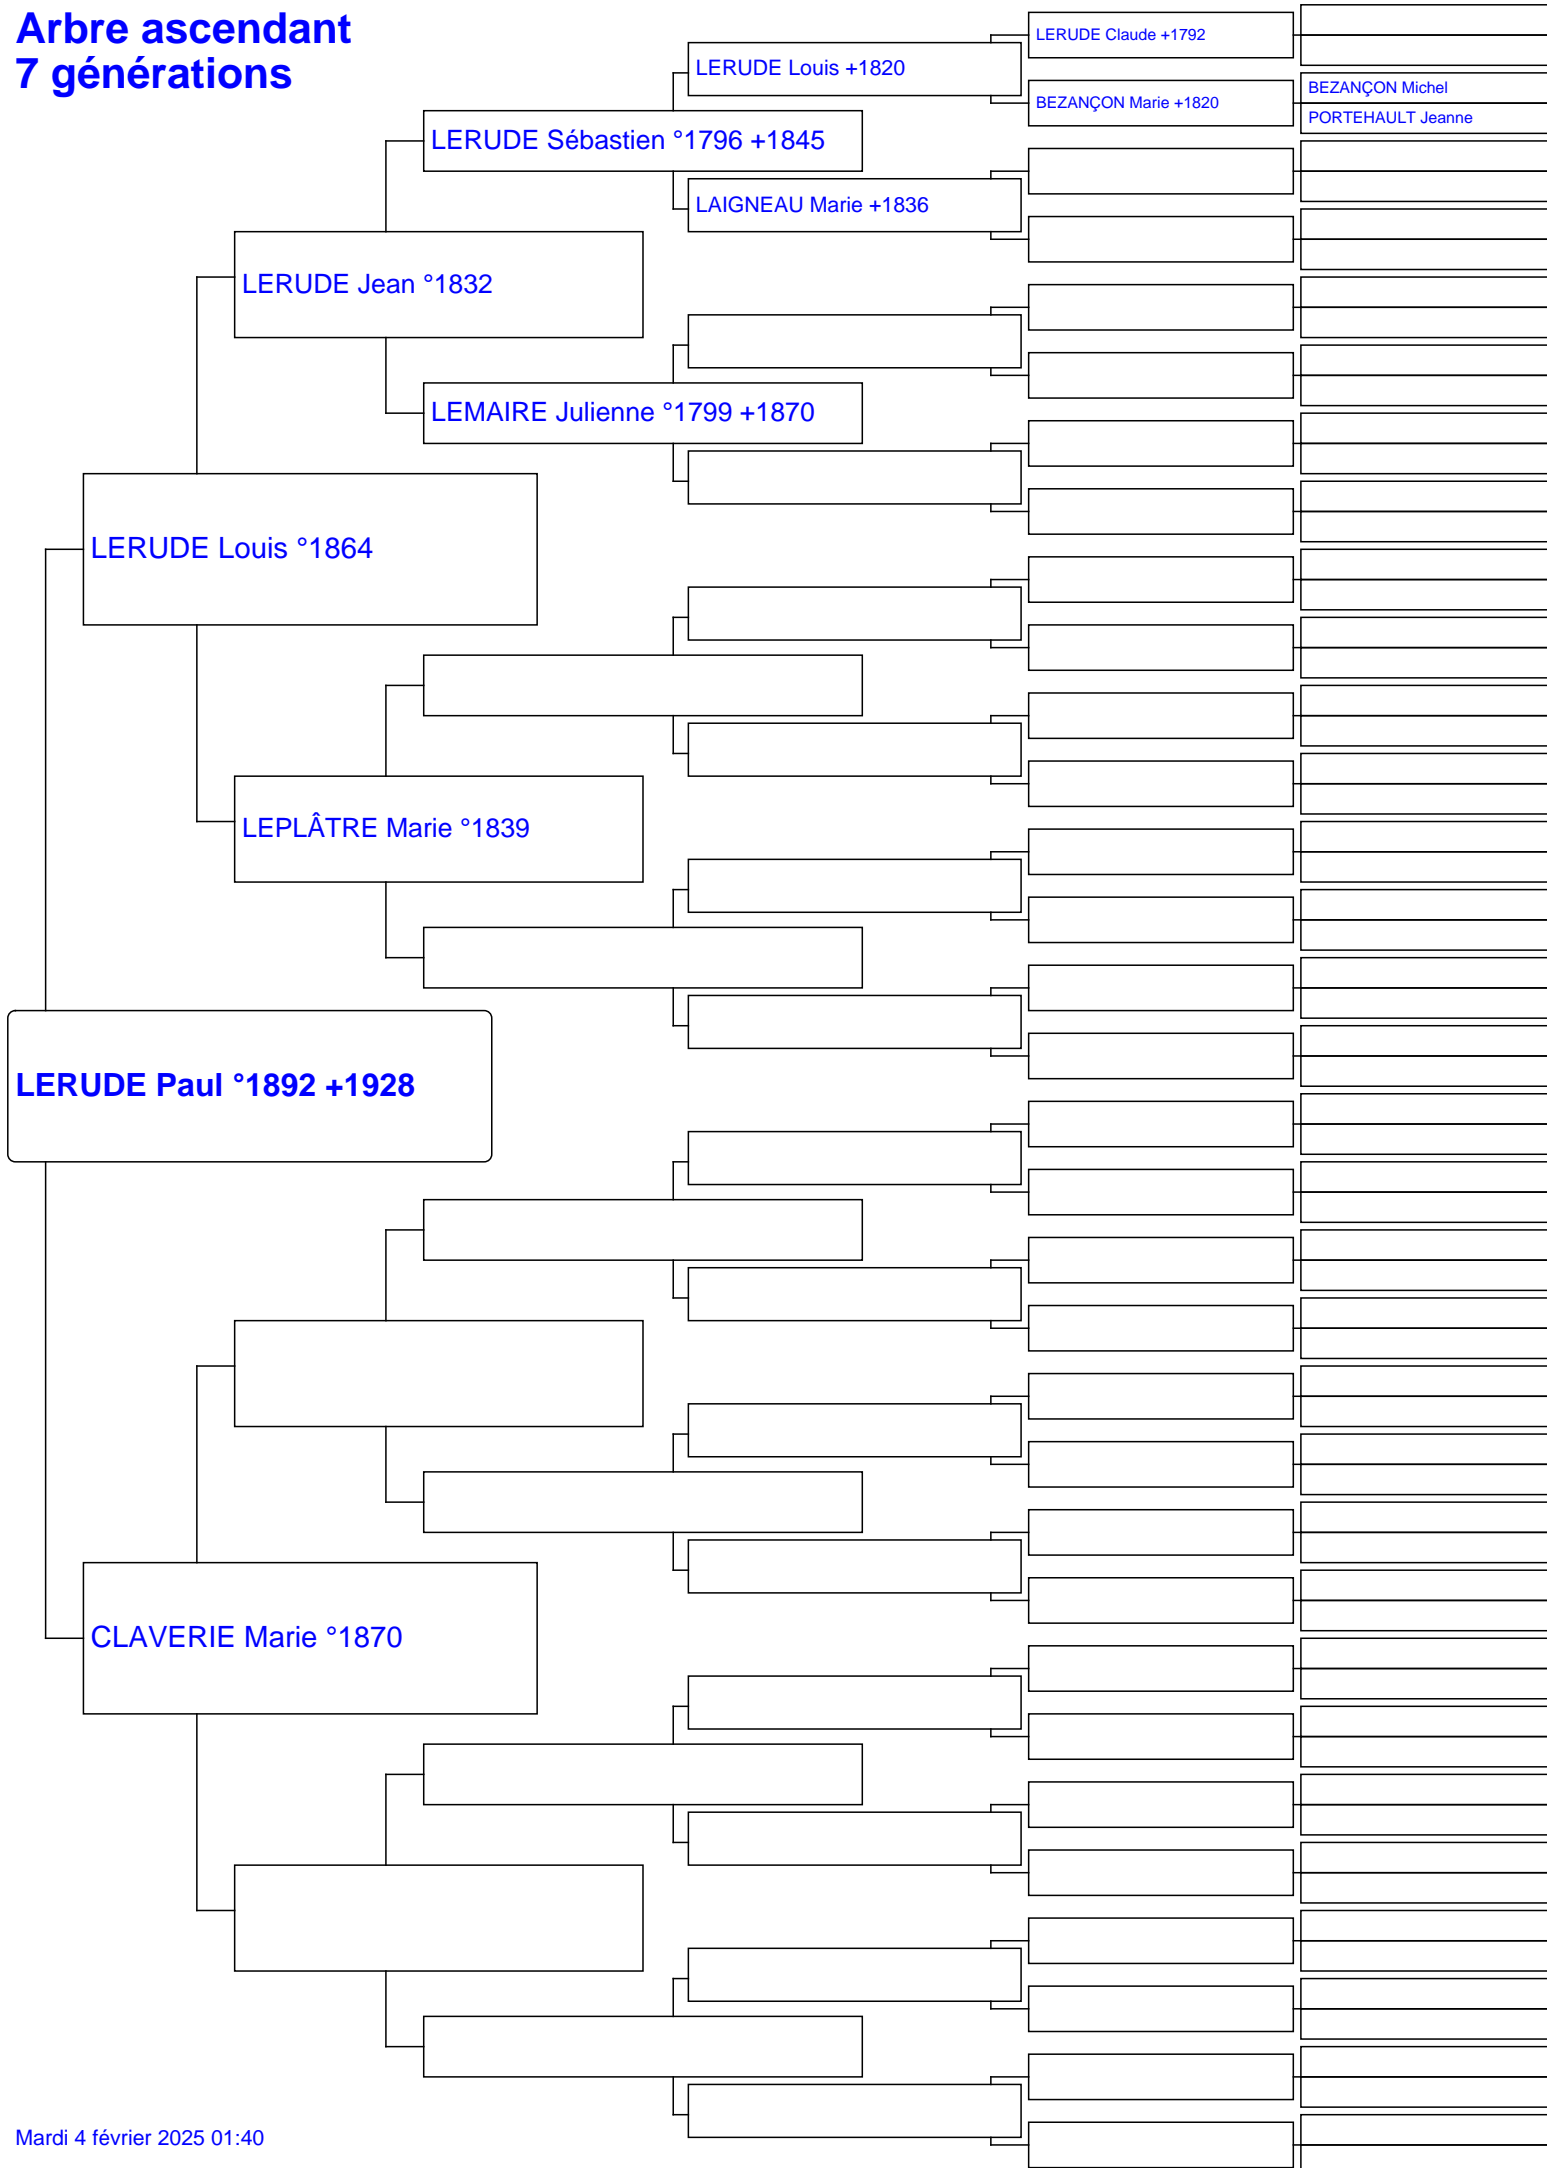 Arbre ascendant
7 générations
LERUDE Claude +1792
LERUDE Louis +1820
BEZANÇON Michel
BEZANÇON Marie +1820
PORTEHAULT Jeanne
LERUDE Sébastien °1796 +1845
LAIGNEAU Marie +1836
LERUDE Jean °1832
LEMAIRE Julienne °1799 +1870
LERUDE Louis °1864
LEPLÂTRE Marie °1839
LERUDE Paul °1892 +1928
CLAVERIE Marie °1870
Mardi 4 février 2025 01:40